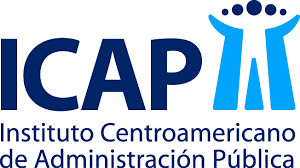 ICAP
Instituto Centroamericano
de Administración Pública